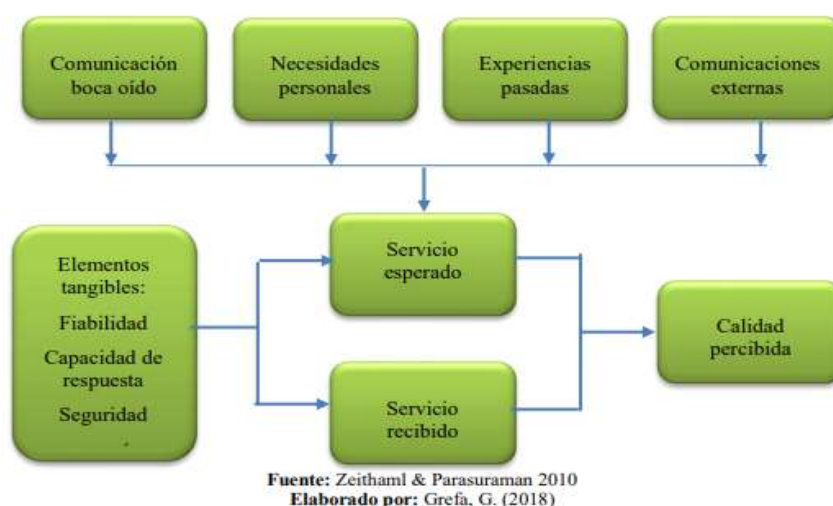 Comunicación
boca oído
Necesidades
personales
Experiencias
pasadas
Comunicaciones
externas
Elementos
tangibles:
Fiabilidad
Capacidad de
respuesta
Seguridad
.
Servicio
esperado
Servicio
recibido
Calidad
percibida
Fuente: Zeithaml & Parasuraman 2010
Elaborado por: Grefa, G. (2018)